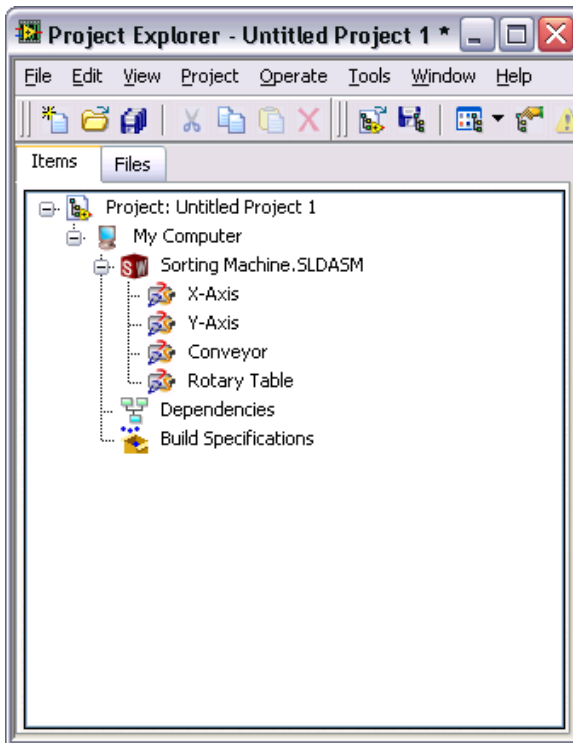 Project Explorer - Untitled Project 1 *
File Edit View Project Operate Tools Window Help
Items Files
Project: Untitled Project 1
My Computer
SW Sorting Machine.SLDASM
X-Axis
Y-Axis
Conveyor
Rotary Table
Dependencies
Build Specifications